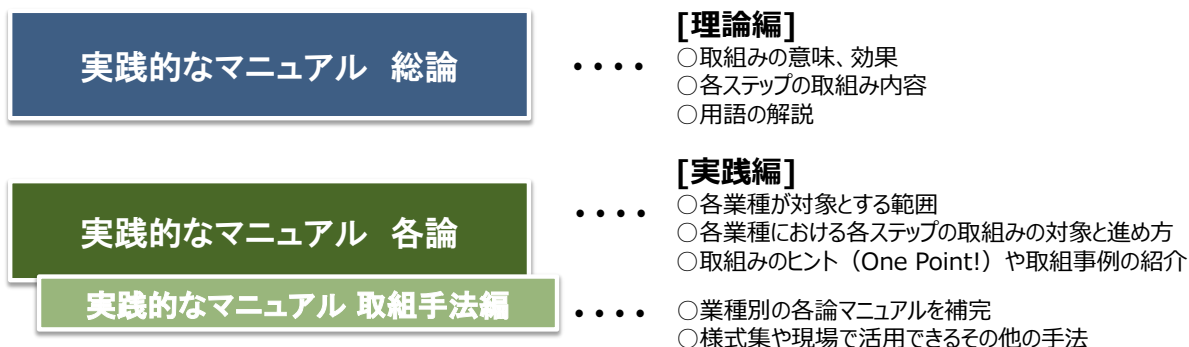 実践的なマニュアル 総論
・・・・
[理論編]
○取組みの意味、効果
○各ステップの取組み内容
○用語の解説
実践的なマニュアル 各論
・・・・
[実践編]
○各業種が対象とする範囲
○各業種における各ステップの取組みの対象と進め方
○取組みのヒント（One Point!）や取組事例の紹介
実践的なマニュアル 取組手法編
・・・・
○業種別の各論マニュアルを補完
○様式集や現場で活用できるその他の手法